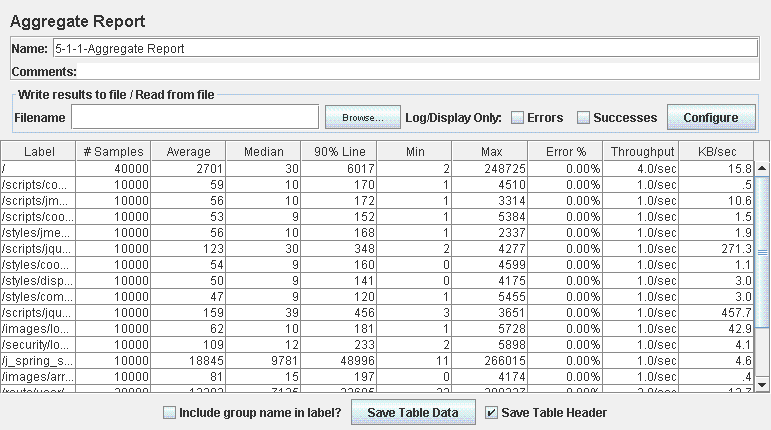 Aggregate Report
Name: 5-1-1-Aggregate Report
Comments:
Write results to file / Read from file
Filename Browse... Log/Display Only: Errors Successes Configure
Label # Samples Average Median 90% Line Min Max Error % Throughput KB/sec
/ 40000 2701 30 6017 2 248725 0.00% 4.0/sec 15.8
/scripts/co... 10000 59 10 170 1 4510 0.00% 1.0/sec .5
/scripts/jm... 10000 56 10 172 1 3314 0.00% 1.0/sec 10.6
/scripts/coo... 10000 53 9 152 1 5384 0.00% 1.0/sec 1.5
/styles/jme... 10000 56 10 168 1 2337 0.00% 1.0/sec 1.9
/scripts/jqu... 10000 123 30 348 2 4277 0.00% 1.0/sec 271.3
/styles/coo... 10000 54 9 160 0 4599 0.00% 1.0/sec 1.1
/styles/disp... 10000 50 9 141 0 4175 0.00% 1.0/sec 3.0
/styles/com... 10000 47 9 120 1 5455 0.00% 1.0/sec 3.0
/scripts/jqu... 10000 159 39 456 3 3651 0.00% 1.0/sec 457.7
/images/lo... 10000 62 10 181 1 5728 0.00% 1.0/sec 42.9
/security/lo... 10000 109 12 233 2 5898 0.00% 1.0/sec 4.1
/j_spring_s... 10000 18845 9781 48996 11 266015 0.00% 1.0/sec 4.6
/images/arr... 10000 81 15 197 0 4174 0.00% 1.0/sec .4
Include group name in label? Save Table Data Save Table Header